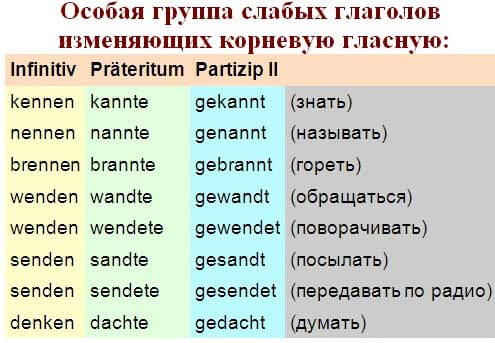 Особая группа слабых глаголов
изменяющих корневую гласную:
Infinitiv Präteritum Partizip II
kennen kannte gekannt (знать)
nennen nannte genannt (называть)
brennen brannte gebrannt (гореть)
wenden wandte gewandt (обращаться)
wenden wendete gewendet (поворачивать)
senden sandte gesandt (посылать)
senden sendete gesendet (передавать по радио)
denken dachte gedacht (думать)